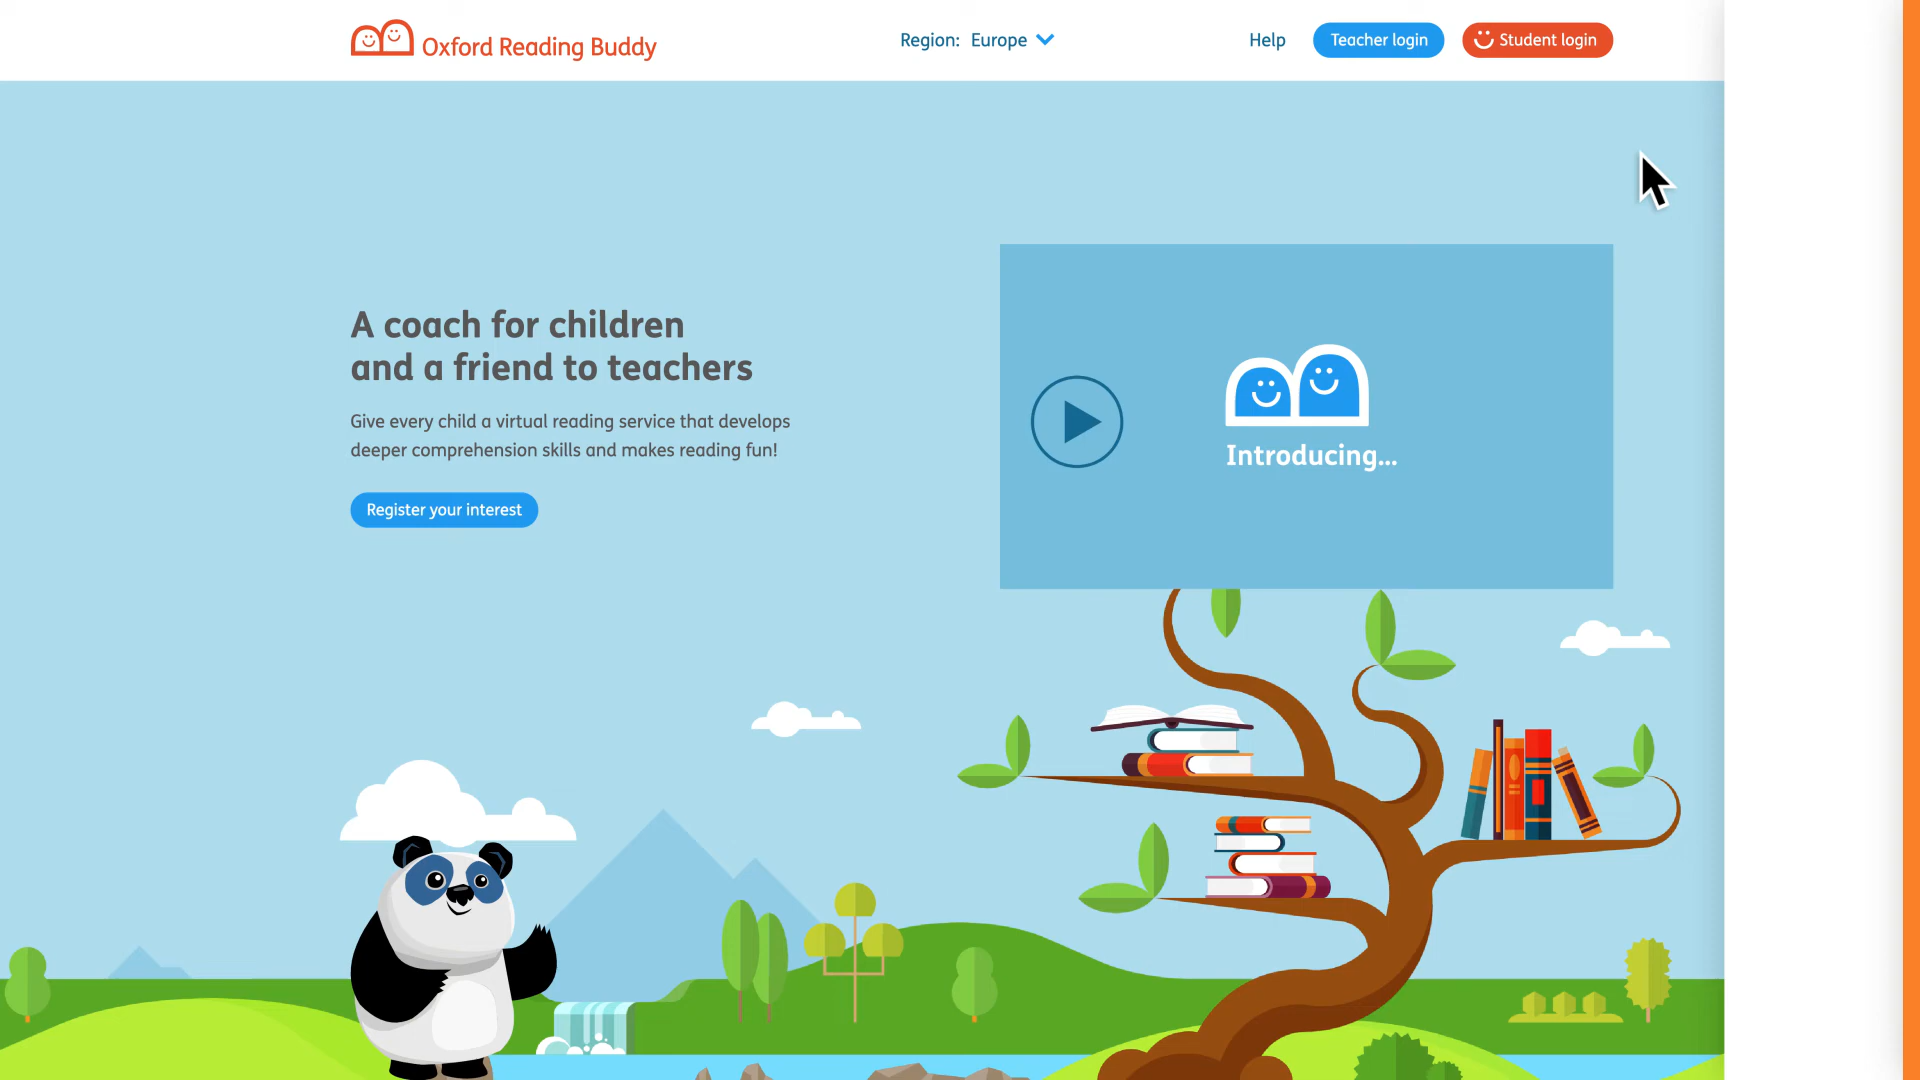 Oxford Reading Buddy
Region: Europe
Help
Teacher login
Student login
A coach for children
and a friend to teachers
Give every child a virtual reading service that develops
deeper comprehension skills and makes reading fun!
Register your interest
Introducing...